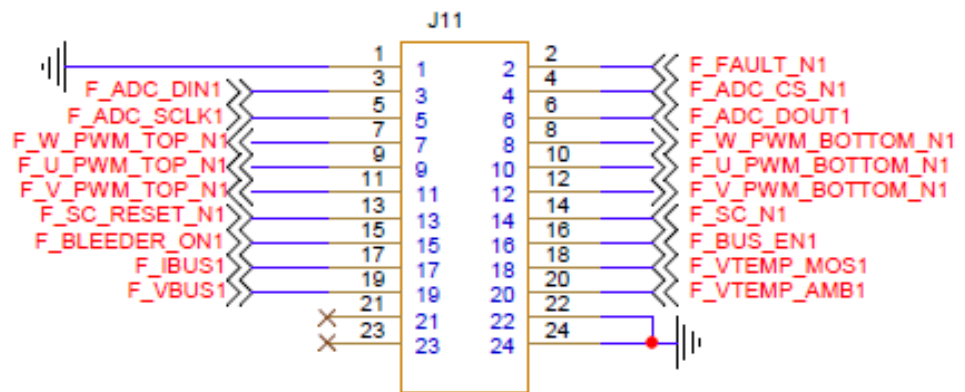 J11
1 1 2 2 F_FAULT_N1
F_ADC_DIN1 3 3 4 4 F_ADC_CS_N1
F_ADC_SCLK1 5 5 6 6 F_ADC_DOUT1
F_W_PWM_TOP_N1 7 7 8 8 F_W_PWM_BOTTOM_N1
F_U_PWM_TOP_N1 9 9 10 10 F_U_PWM_BOTTOM_N1
F_V_PWM_TOP_N1 11 11 12 12 F_V_PWM_BOTTOM_N1
F_SC_RESET_N1 13 13 14 14 F_SC_N1
F_BLEEDER_ON1 15 15 16 16 F_BUS_EN1
F_IBUS1 17 17 18 18 F_VTEMP_MOS1
F_VBUS1 19 19 20 20 F_VTEMP_AMB1
21 21 22 22
23 23 24 24